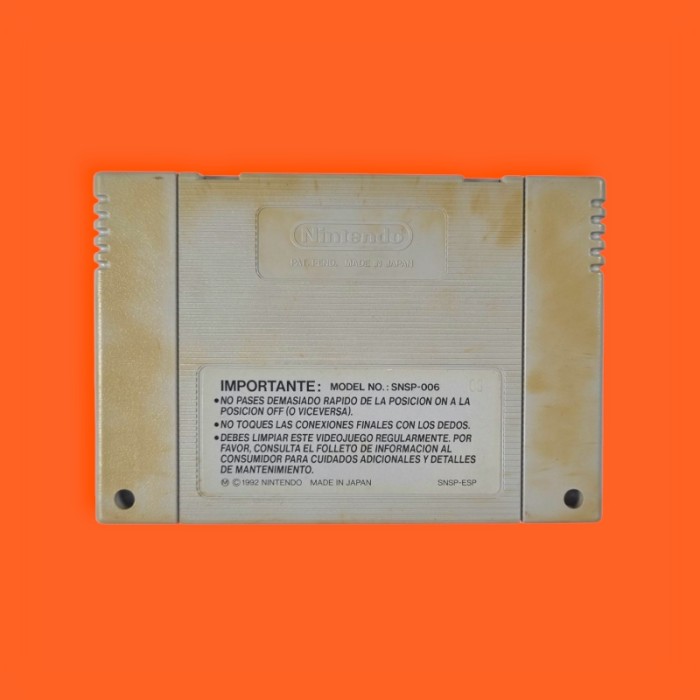 Nintendo
PAT. PEND. MADE IN JAPAN
IMPORTANTE: MODEL NO.: SNSP-006
•NO PASES DEMASIADO RAPIDO DE LA POSICION ON A LA
POSICION OFF (O VICEVERSA).
•NO TOQUES LAS CONEXIONES FINALES CON LOS DEDOS.
•DEBES LIMPIAR ESTE VIDEOJUEGO REGULARMENTE. POR
FAVOR, CONSULTA EL FOLLETO DE INFORMACION AL
CONSUMIDOR PARA CUIDADOS ADICIONALES Y DETALLES
DE MANTENIMIENTO.
Ⓜ © 1992 NINTENDO MADE IN JAPAN SNSP-ESP